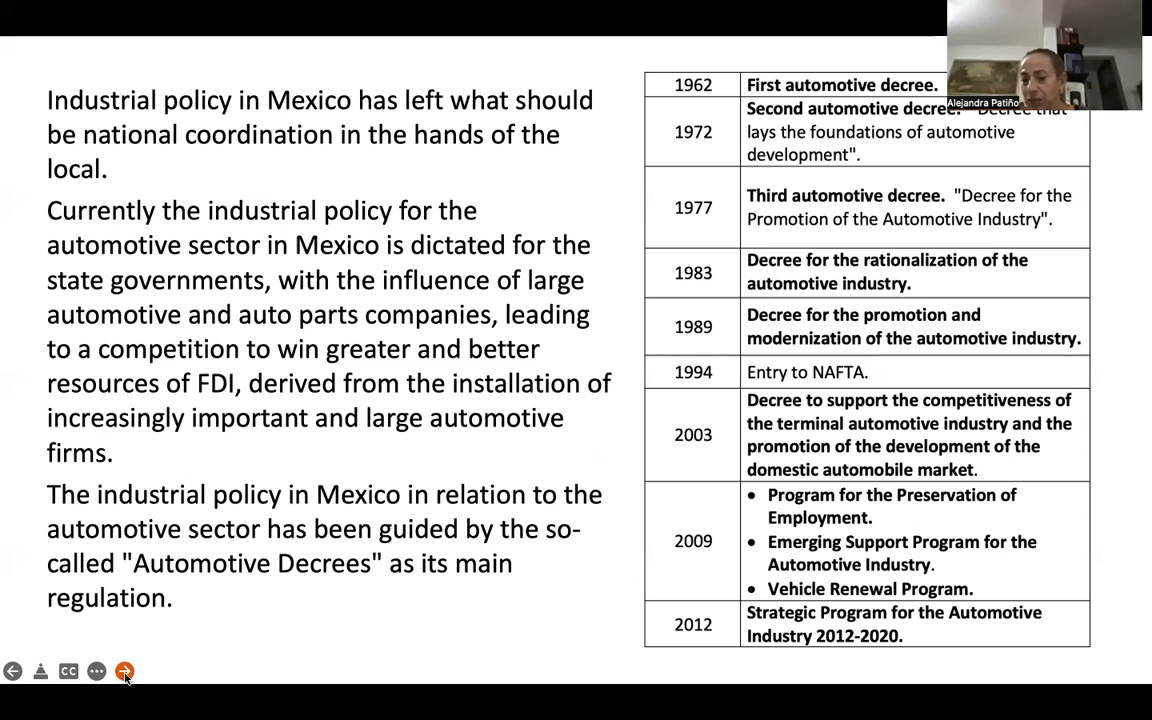 Industrial policy in Mexico has left what should
be national coordination in the hands of the
local.
Currently the industrial policy for the
automotive sector in Mexico is dictated for the
state governments, with the influence of large
automotive and auto parts companies, leading
to a competition to win greater and better
resources of FDI, derived from the installation of
increasingly important and large automotive
firms.
The industrial policy in Mexico in relation to the
automotive sector has been guided by the so-
called "Automotive Decrees" as its main
regulation.
Alejandra Patiño
1962 First automotive decree.
Second automotive decree. "Decree that
1972 lays the foundations of automotive
development".
1977 Third automotive decree. "Decree for the
Promotion of the Automotive Industry".
1983 Decree for the rationalization of the
automotive industry.
1989 Decree for the promotion and
modernization of the automotive industry.
1994 Entry to NAFTA.
Decree to support the competitiveness of
2003 the terminal automotive industry and the
promotion of the development of the
domestic automobile market.
• Program for the Preservation of
Employment.
2009 • Emerging Support Program for the
Automotive Industry.
• Vehicle Renewal Program.
2012 Strategic Program for the Automotive
Industry 2012-2020.
CC